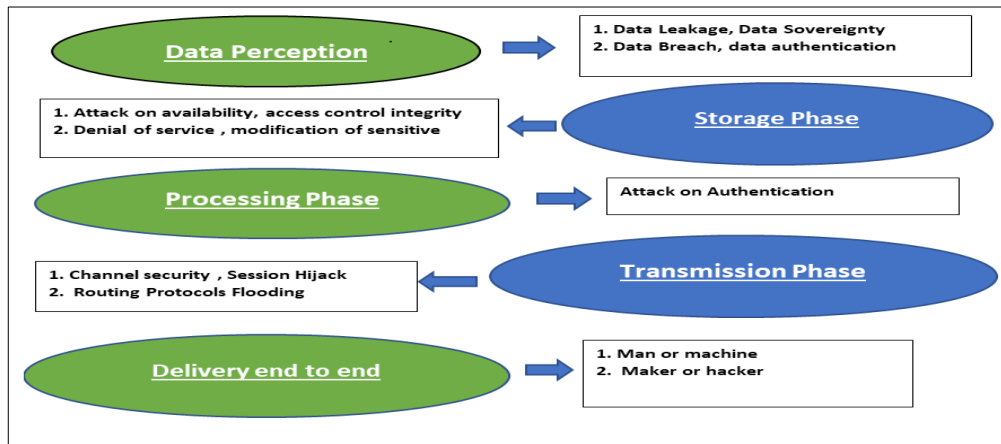 Data Perception
1. Data Leakage, Data Sovereignty
2. Data Breach, data authentication
1. Attack on availability, access control integrity
2. Denial of service , modification of sensitive
Storage Phase
Processing Phase
Attack on Authentication
1. Channel security , Session Hijack
2. Routing Protocols Flooding
Transmission Phase
Delivery end to end
1. Man or machine
2. Maker or hacker